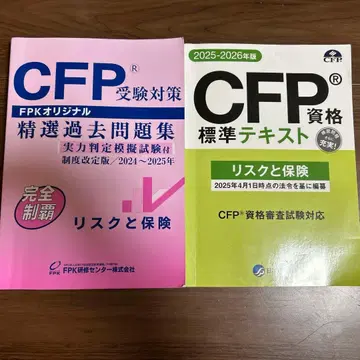 CFP®
受験対策
FPKオリジナル
精選過去問題集
実力判定模擬試験付
制度改定版/2024~2025年
完全
制覇
リスクと保険
FPK研修センター株式会社
2025-2026年版
CFP
CFP®
資格
標準テキスト
充実!
リスクと保険
2025年4月1日時点の法令を基に編纂
CFP®資格審査試験対応